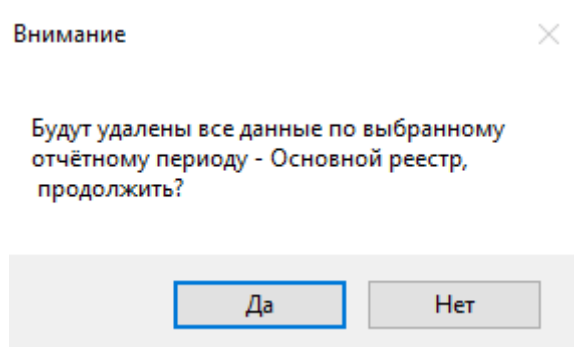 Внимание
Будут удалены все данные по выбранному
отчётному периоду - Основной реестр,
продолжить?
Да
Нет